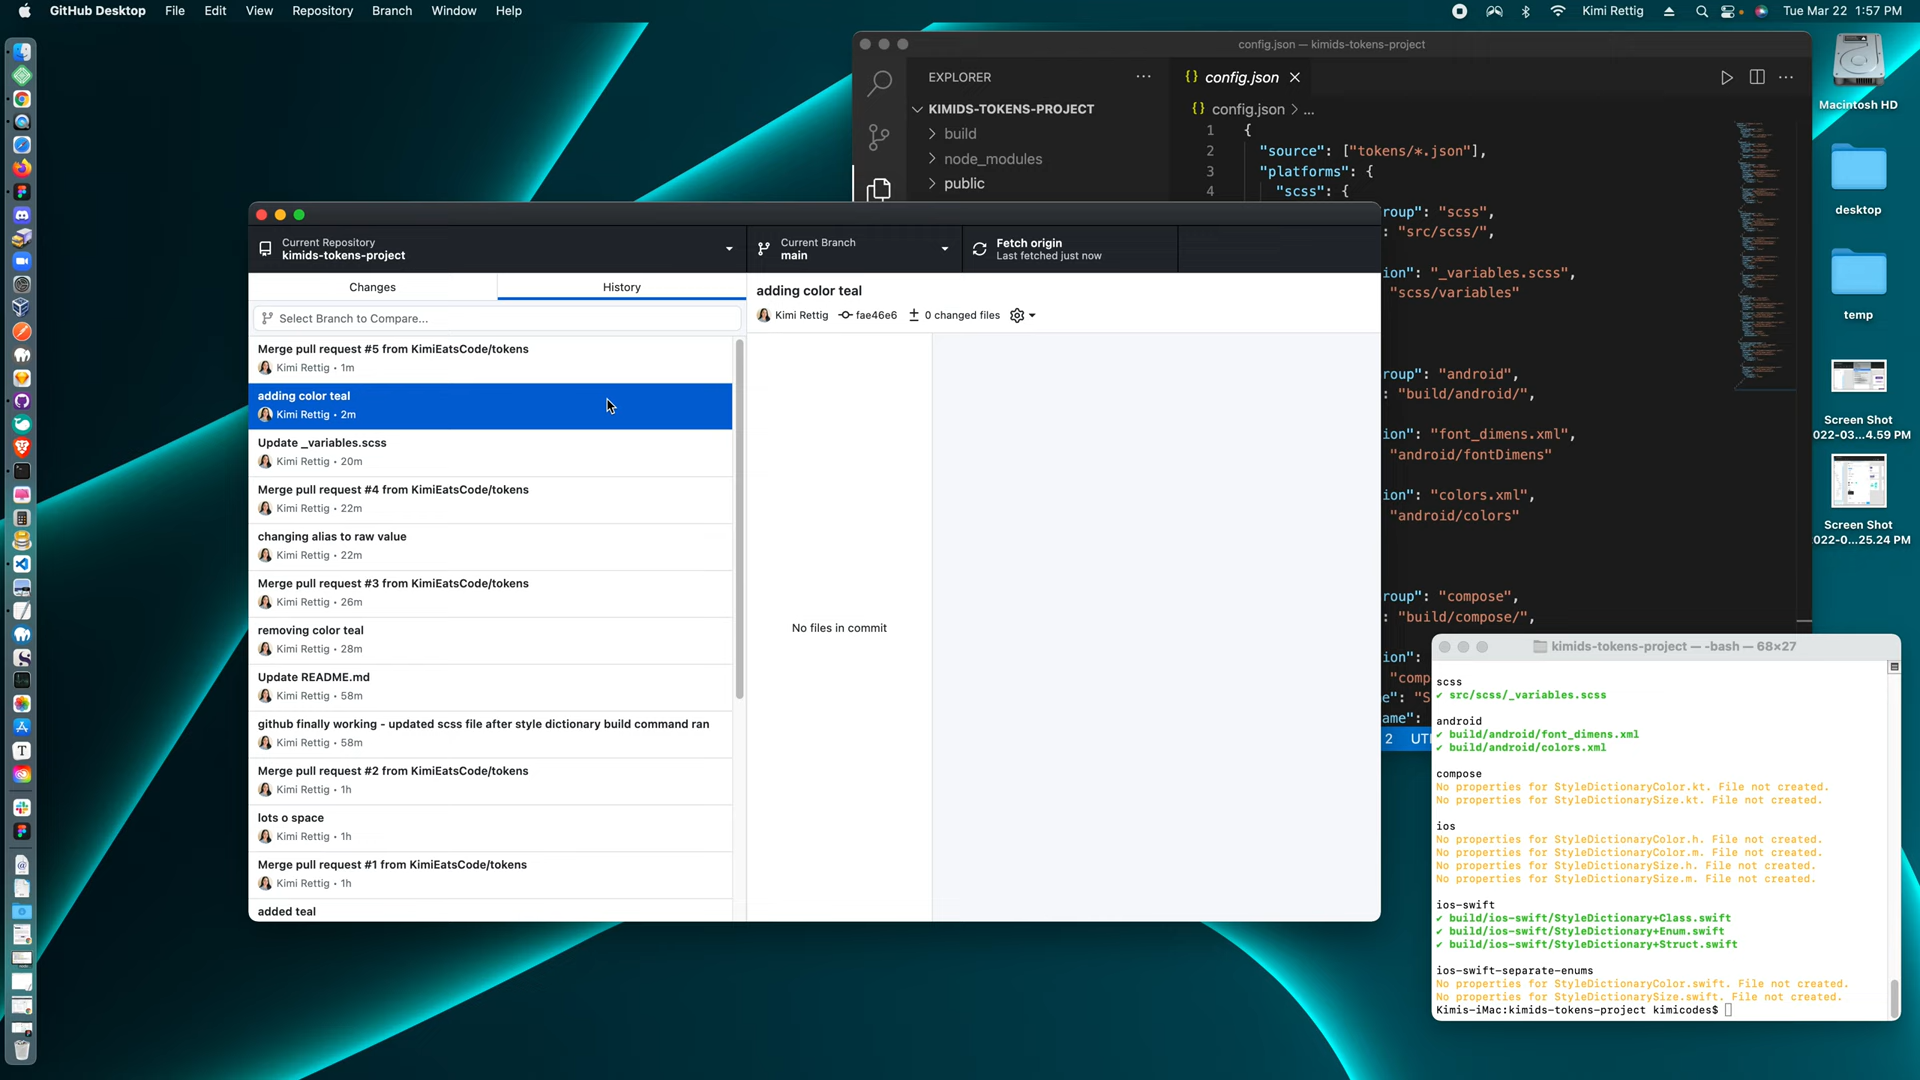 GitHub Desktop File Edit View Repository Branch Window Help
Kimi Rettig Tue Mar 22 1:57 PM
config.json — kimids-tokens-project
EXPLORER
KIMIDS-TOKENS-PROJECT
build
node_modules
public
{} config.json
{} config.json > ...
1 {
2 "source": ["tokens/*.json"],
3 "platforms": {
4 "scss": {
roup": "scss",
: "src/scss/",
ion": "_variables.scss",
"scss/variables"
roup": "android",
: "build/android/",
ion": "font_dimens.xml",
"android/fontDimens"
ion": "colors.xml",
"android/colors"
roup": "compose",
: "build/compose/",
ion":
"comp
e": "S
ame":
2 UT
Macintosh HD
desktop
temp
Screen Shot
022-03...4.59 PM
Screen Shot
022-0...25.24 PM
Current Repository
kimids-tokens-project
Current Branch
main
Fetch origin
Last fetched just now
Changes
History
Select Branch to Compare...
Merge pull request #5 from KimiEatsCode/tokens
Kimi Rettig • 1m
adding color teal
Kimi Rettig • 2m
Update _variables.scss
Kimi Rettig • 20m
Merge pull request #4 from KimiEatsCode/tokens
Kimi Rettig • 22m
changing alias to raw value
Kimi Rettig • 22m
Merge pull request #3 from KimiEatsCode/tokens
Kimi Rettig • 26m
removing color teal
Kimi Rettig • 28m
Update README.md
Kimi Rettig • 58m
github finally working - updated scss file after style dictionary build command ran
Kimi Rettig • 58m
Merge pull request #2 from KimiEatsCode/tokens
Kimi Rettig • 1h
lots o space
Kimi Rettig • 1h
Merge pull request #1 from KimiEatsCode/tokens
Kimi Rettig • 1h
added teal
adding color teal
Kimi Rettig fae46e6 0 changed files
No files in commit
kimids-tokens-project — -bash — 68×27
scss
✔ src/scss/_variables.scss
android
✔ build/android/font_dimens.xml
✔ build/android/colors.xml
compose
No properties for StyleDictionaryColor.kt. File not created.
No properties for StyleDictionarySize.kt. File not created.
ios
No properties for StyleDictionaryColor.h. File not created.
No properties for StyleDictionaryColor.m. File not created.
No properties for StyleDictionarySize.h. File not created.
No properties for StyleDictionarySize.m. File not created.
ios-swift
✔ build/ios-swift/StyleDictionary+Class.swift
✔ build/ios-swift/StyleDictionary+Enum.swift
✔ build/ios-swift/StyleDictionary+Struct.swift
ios-swift-separate-enums
No properties for StyleDictionaryColor.swift. File not created.
No properties for StyleDictionarySize.swift. File not created.
Kimis-iMac:kimids-tokens-project kimicodes$